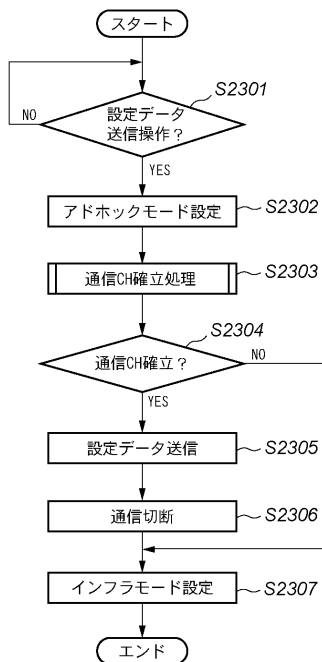 スタート
S2301
設定データ
送信操作？
NO
YES
アドホックモード設定
S2302
通信CH確立処理
S2303
S2304
通信CH確立？
NO
YES
設定データ送信
S2305
通信切断
S2306
インフラモード設定
S2307
エンド